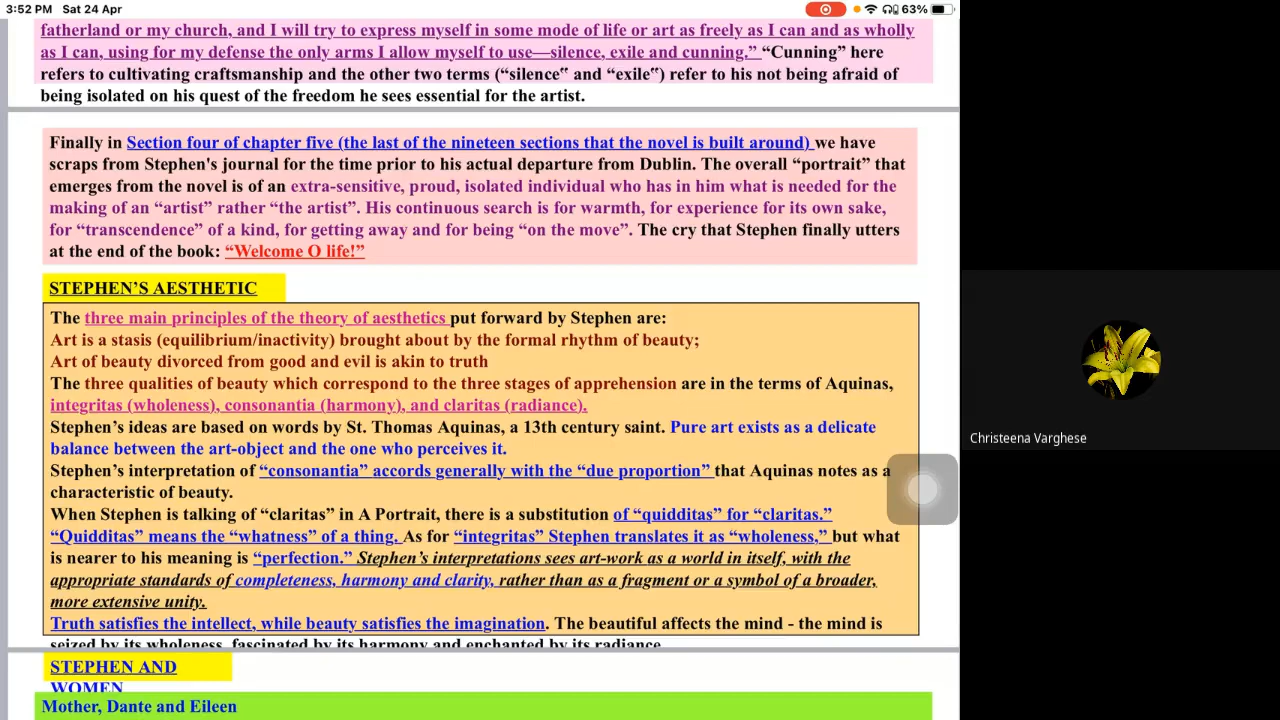 3:52 PM Sat 24 Apr
63%
fatherland or my church, and I will try to express myself in some mode of life or art as freely as I can and as wholly
as I can, using for my defense the only arms I allow myself to use—silence, exile and cunning.” “Cunning” here
refers to cultivating craftsmanship and the other two terms (“silence‟ and “exile‟) refer to his not being afraid of
being isolated on his quest of the freedom he sees essential for the artist.
Finally in Section four of chapter five (the last of the nineteen sections that the novel is built around) we have
scraps from Stephen's journal for the time prior to his actual departure from Dublin. The overall “portrait” that
emerges from the novel is of an extra-sensitive, proud, isolated individual who has in him what is needed for the
making of an “artist” rather “the artist”. His continuous search is for warmth, for experience for its own sake,
for “transcendence” of a kind, for getting away and for being “on the move”. The cry that Stephen finally utters
at the end of the book: “Welcome O life!”
STEPHEN’S AESTHETIC
The three main principles of the theory of aesthetics put forward by Stephen are:
Art is a stasis (equilibrium/inactivity) brought about by the formal rhythm of beauty;
Art of beauty divorced from good and evil is akin to truth
The three qualities of beauty which correspond to the three stages of apprehension are in the terms of Aquinas,
integritas (wholeness), consonantia (harmony), and claritas (radiance).
Stephen’s ideas are based on words by St. Thomas Aquinas, a 13th century saint. Pure art exists as a delicate
balance between the art-object and the one who perceives it.
Stephen’s interpretation of “consonantia” accords generally with the “due proportion” that Aquinas notes as a
characteristic of beauty.
When Stephen is talking of “claritas” in A Portrait, there is a substitution of “quidditas” for “claritas.”
“Quidditas” means the “whatness” of a thing. As for “integritas” Stephen translates it as “wholeness,” but what
is nearer to his meaning is “perfection.” Stephen’s interpretations sees art-work as a world in itself, with the
appropriate standards of completeness, harmony and clarity, rather than as a fragment or a symbol of a broader,
more extensive unity.
Truth satisfies the intellect, while beauty satisfies the imagination. The beautiful affects the mind - the mind is
seized by its wholeness, fascinated by its harmony and enchanted by its radiance.
STEPHEN AND
WOMEN
Mother, Dante and Eileen
Christeena Varghese